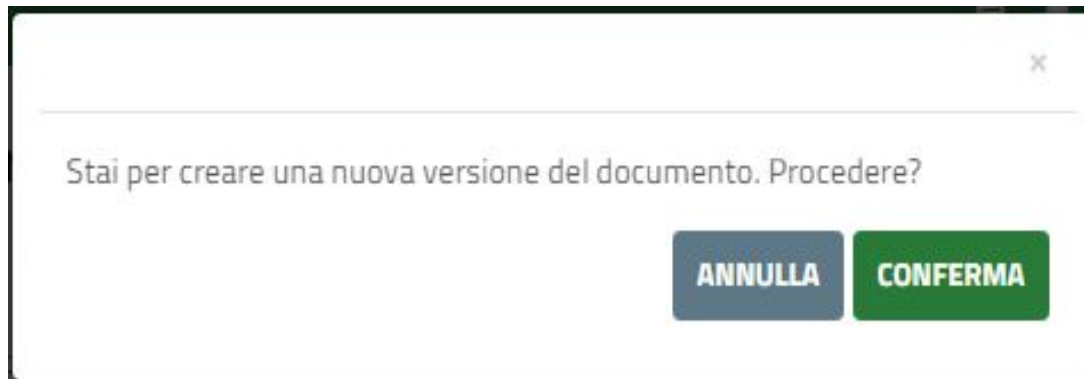 ×
Stai per creare una nuova versione del documento. Procedere?
ANNULLA CONFERMA